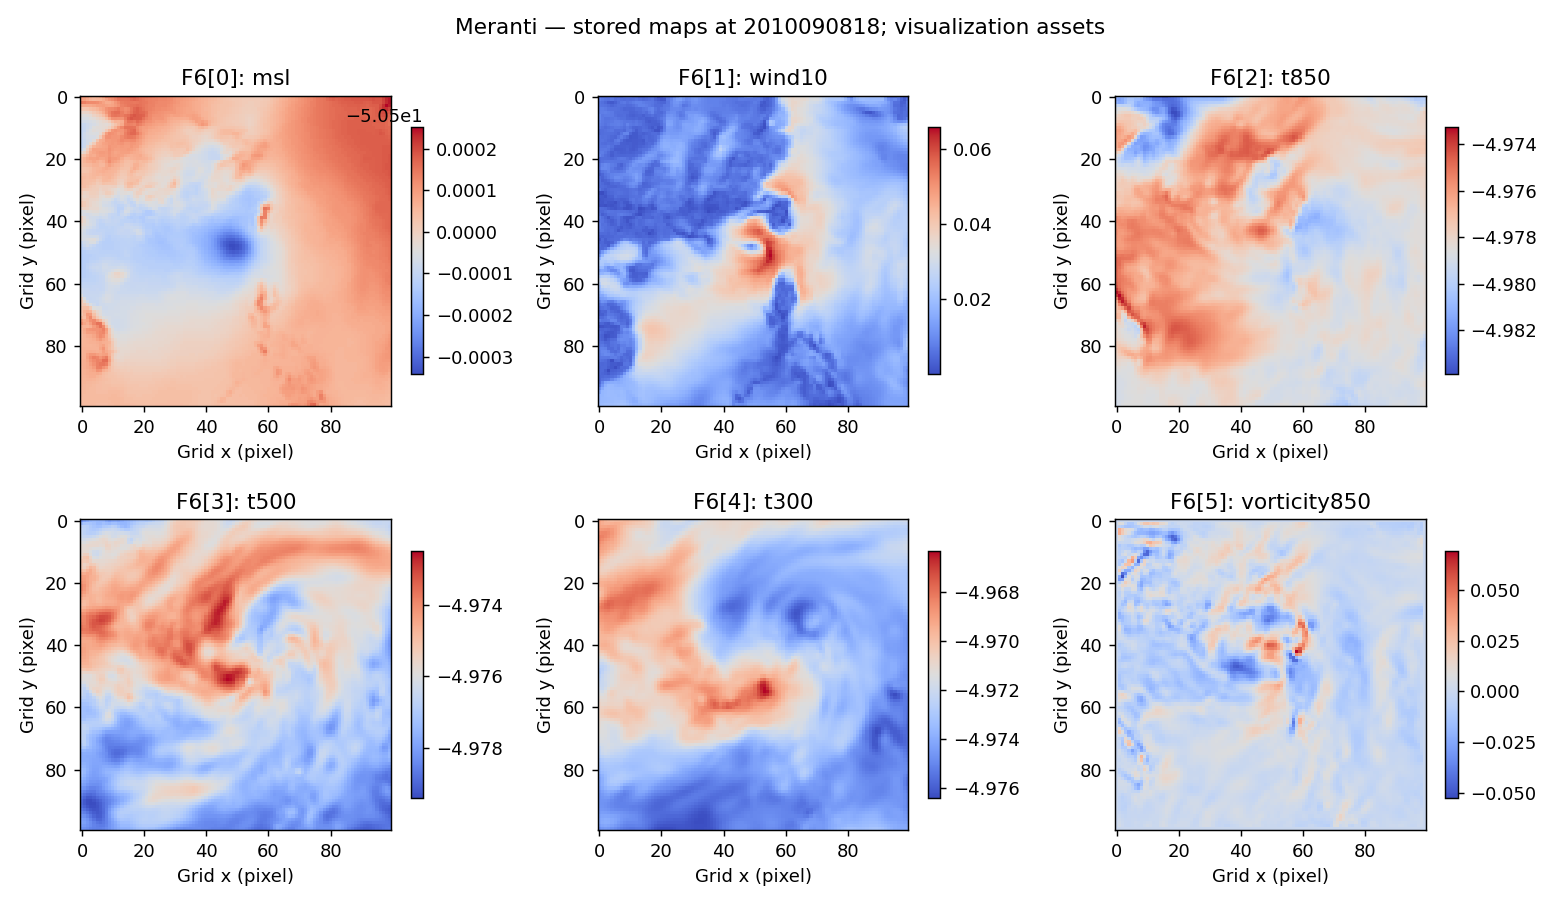 Meranti — stored maps at 2010090818; visualization assets
F6[0]: msl
−5.05e1
0
20
40
60
80
Grid y (pixel)
0 20 40 60 80
Grid x (pixel)
0.0002
0.0001
0.0000
−0.0001
−0.0002
−0.0003
F6[1]: wind10
0
20
40
60
80
Grid y (pixel)
0 20 40 60 80
Grid x (pixel)
0.06
0.04
0.02
F6[2]: t850
0
20
40
60
80
Grid y (pixel)
0 20 40 60 80
Grid x (pixel)
−4.974
−4.976
−4.978
−4.980
−4.982
F6[3]: t500
0
20
40
60
80
Grid y (pixel)
0 20 40 60 80
Grid x (pixel)
−4.974
−4.976
−4.978
F6[4]: t300
0
20
40
60
80
Grid y (pixel)
0 20 40 60 80
Grid x (pixel)
−4.968
−4.970
−4.972
−4.974
−4.976
F6[5]: vorticity850
0
20
40
60
80
Grid y (pixel)
0 20 40 60 80
Grid x (pixel)
0.050
0.025
0.000
−0.025
−0.050